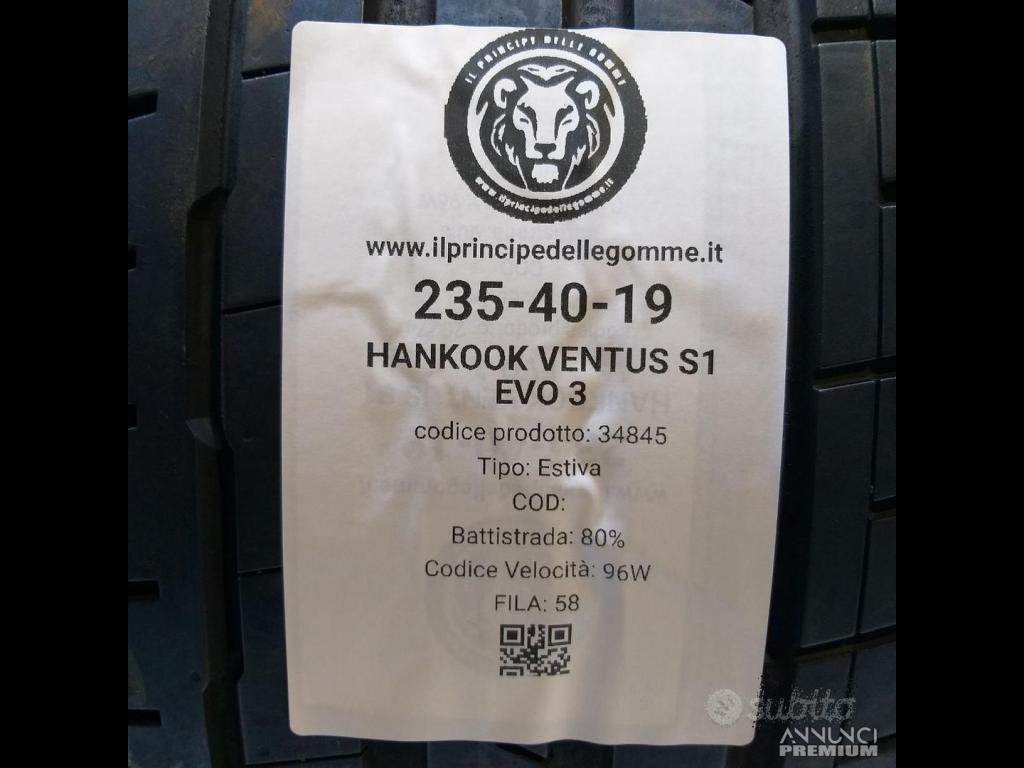 IL PRINCIPE DELLE GOMME
www.ilprincipedellegomme.it
www.ilprincipedellegomme.it
235-40-19
HANKOOK VENTUS S1
EVO 3
codice prodotto: 34845
Tipo: Estiva
COD:
Battistrada: 80%
Codice Velocità: 96W
FILA: 58
subito
ANNUNCI
PREMIUM